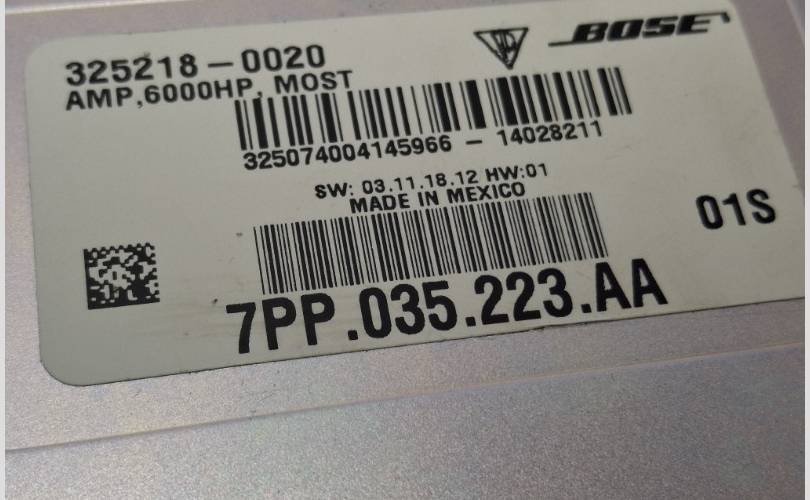 325218-0020
AMP,6000HP, MOST
BOSE
325074004145966 - 14028211
SW: 03.11.18.12 HW:01
MADE IN MEXICO
01S
7PP.035.223.AA